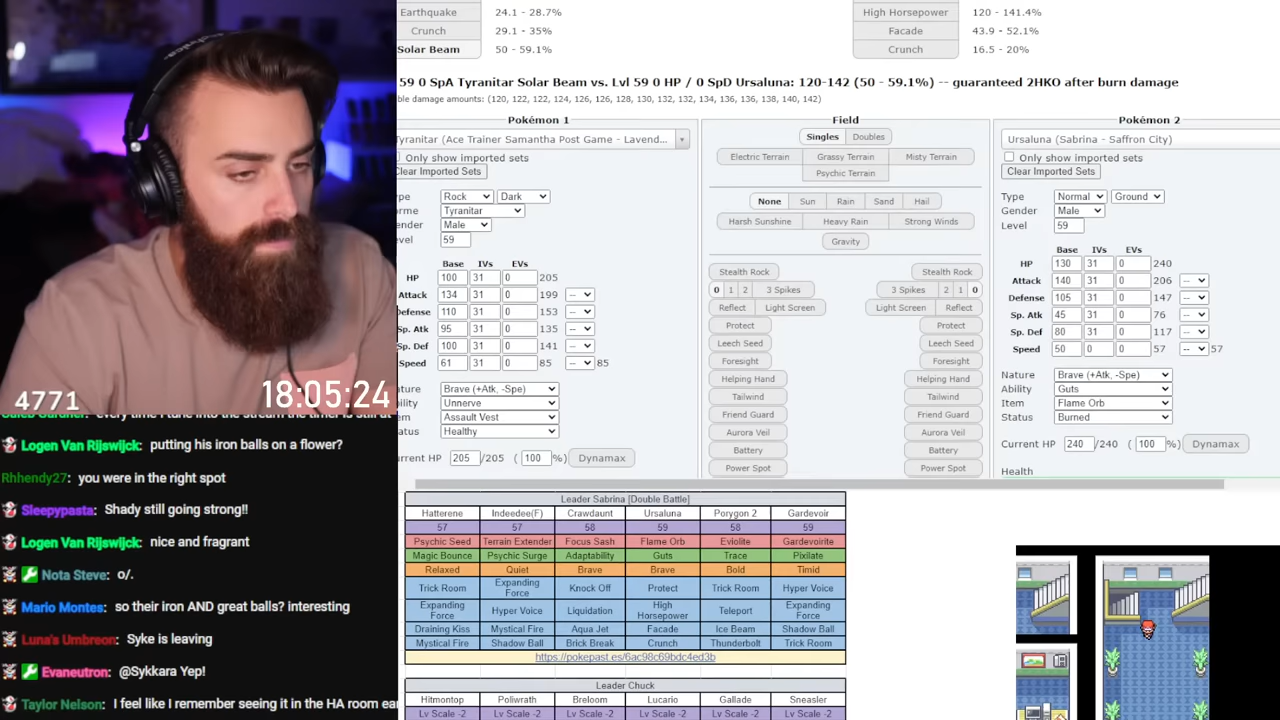 Earthquake 24.1 - 28.7% High Horsepower 120 - 141.4%
Crunch 29.1 - 35% Facade 43.9 - 52.1%
Solar Beam 50 - 59.1% Crunch 16.5 - 20%
59 0 SpA Tyranitar Solar Beam vs. Lvl 59 0 HP / 0 SpD Ursaluna: 120-142 (50 - 59.1%) -- guaranteed 2HKO after burn damage
ble damage amounts: (120, 122, 122, 124, 126, 126, 128, 130, 132, 132, 134, 136, 136, 138, 140, 142)
Pokémon 1
Tyranitar (Ace Trainer Samantha Post Game - Lavend...
Only show imported sets
Clear Imported Sets
ype Rock Dark
orme Tyranitar
ender Male
evel 59
Base IVs EVs
HP 100 31 0 205
Attack 134 31 0 199 --
Defense 110 31 0 153 --
Sp. Atk 95 31 0 135 --
Sp. Def 100 31 0 141 --
Speed 61 31 0 85 -- 85
ature Brave (+Atk, -Spe)
bility Unnerve
tem Assault Vest
tatus Healthy
urrent HP 205 /205 ( 100 %) Dynamax
Field
Singles Doubles
Electric Terrain Grassy Terrain Misty Terrain
Psychic Terrain
None Sun Rain Sand Hail
Harsh Sunshine Heavy Rain Strong Winds
Gravity
Stealth Rock Stealth Rock
0 1 2 3 Spikes 3 Spikes 2 1 0
Reflect Light Screen Light Screen Reflect
Protect Protect
Leech Seed Leech Seed
Foresight Foresight
Helping Hand Helping Hand
Tailwind Tailwind
Friend Guard Friend Guard
Aurora Veil Aurora Veil
Battery Battery
Power Spot Power Spot
Pokémon 2
Ursaluna (Sabrina - Saffron City)
Only show imported sets
Clear Imported Sets
Type Normal Ground
Gender Male
Level 59
Base IVs EVs
HP 130 31 0 240
Attack 140 31 0 206 --
Defense 105 31 0 147 --
Sp. Atk 45 31 0 76 --
Sp. Def 80 31 0 117 --
Speed 50 31 0 57 -- 57
Nature Brave (+Atk, -Spe)
Ability Guts
Item Flame Orb
Status Burned
Current HP 240 /240 ( 100 %) Dynamax
Health
4771 18:05:24
Logen Van Rijswijck: putting his iron balls on a flower?
Rhhendy27: you were in the right spot
Sleepypasta: Shady still going strong!!
Logen Van Rijswijck: nice and fragrant
Nota Steve: o/.
Mario Montes: so their iron AND great balls? interesting
Luna's Umbreon: Syke is leaving
Evaneutron: @Sykkara Yep!
Taylor Nelson: I feel like I remember seeing it in the HA room ear
Leader Sabrina [Double Battle]
Hatterene Indeedee(F) Crawdaunt Ursaluna Porygon 2 Gardevoir
57 57 58 59 58 59
Psychic Seed Terrain Extender Focus Sash Flame Orb Eviolite Gardevoirite
Magic Bounce Psychic Surge Adaptability Guts Trace Pixilate
Relaxed Quiet Brave Brave Bold Timid
Trick Room Expanding Force Knock Off Protect Trick Room Hyper Voice
Expanding Force Hyper Voice Liquidation High Horsepower Teleport Expanding Force
Draining Kiss Mystical Fire Aqua Jet Facade Ice Beam Shadow Ball
Mystical Fire Shadow Ball Brick Break Crunch Thunderbolt Trick Room
https://pokepast.es/6ac98c69bdc4ed3b
Leader Chuck
Hitmontop Poliwrath Breloom Lucario Gallade Sneasler
Lv Scale -2 Lv Scale -2 Lv Scale -2 Lv Scale -2 Lv Scale -2 Lv Scale -2